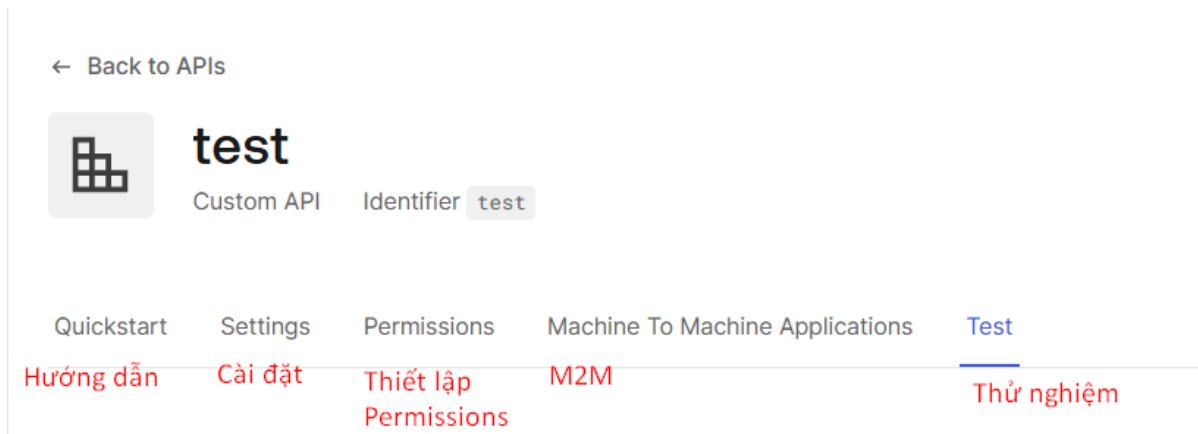 ← Back to APIs
test
Custom API Identifier test
Quickstart Settings Permissions Machine To Machine Applications Test
Hướng dẫn Cài đặt Thiết lập M2M Thử nghiệm
Permissions